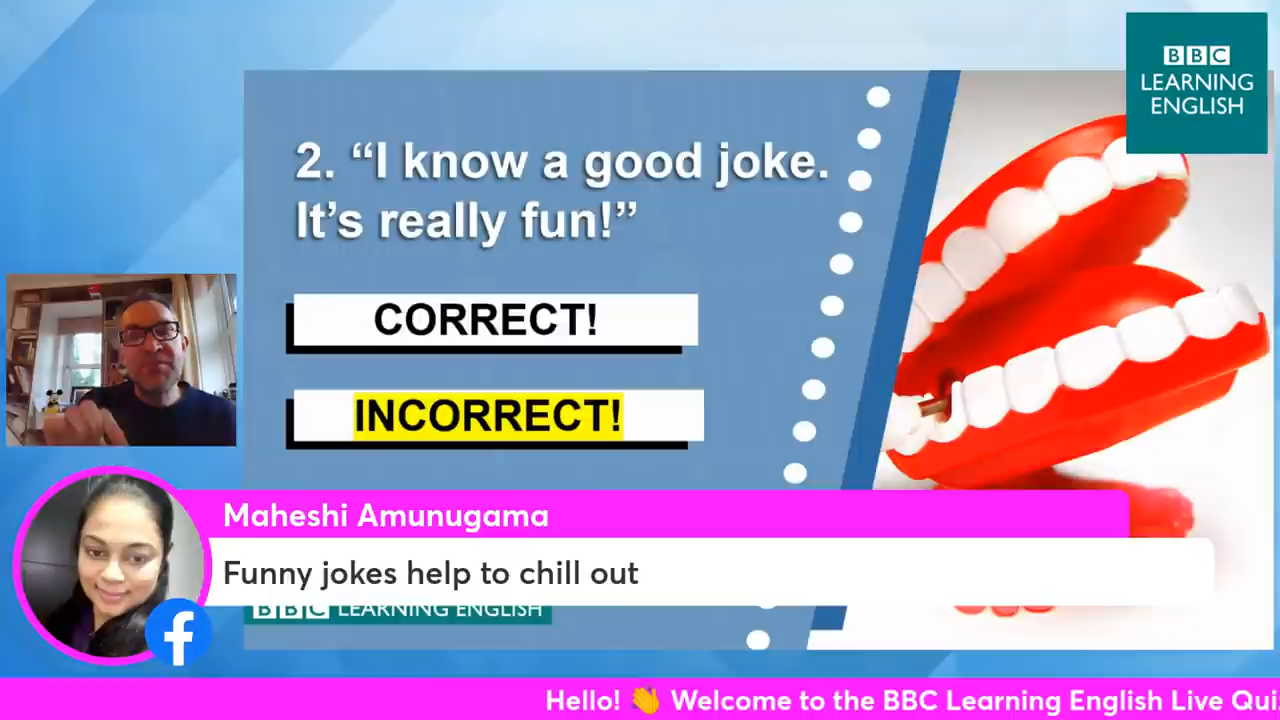 BBC
LEARNING
ENGLISH
2. “I know a good joke.
It’s really fun!”
CORRECT!
INCORRECT!
Maheshi Amunugama
Funny jokes help to chill out
BBC LEARNING ENGLISH
Hello! 👋 Welcome to the BBC Learning English Live Qui